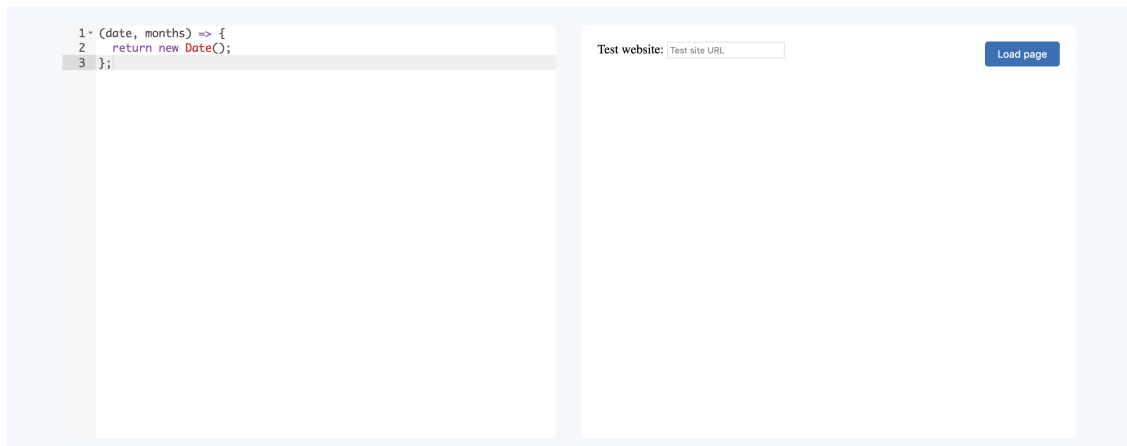 1 (date, months) => {
2 return new Date();
3 };
Test website: Test site URL
Load page